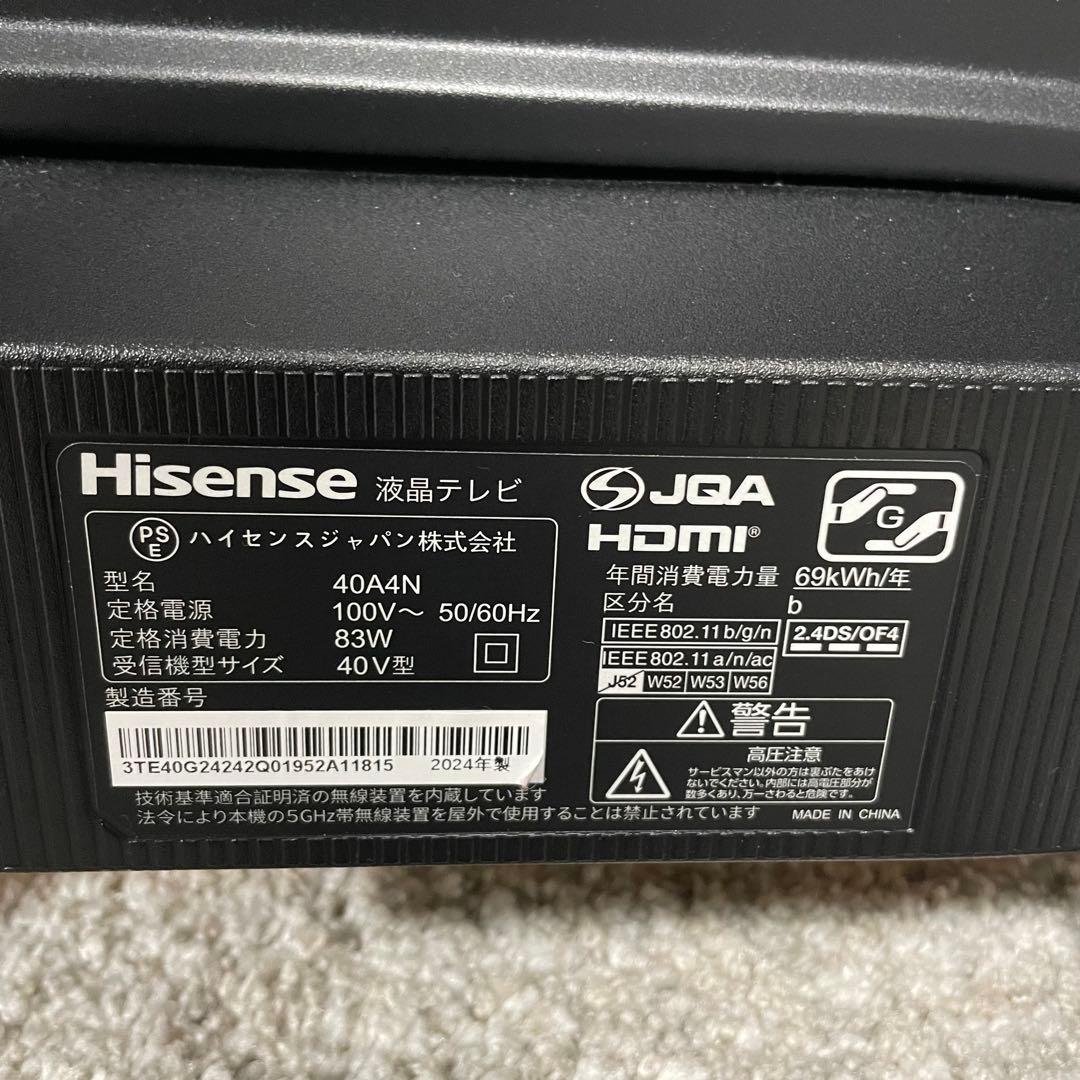 Hisense 液晶テレビ
PSE ハイセンスジャパン株式会社
型名 40A4N
定格電源 100V～ 50/60Hz
定格消費電力 83W
受信機型サイズ 40V型
製造番号
3TE40G24242Q01952A11815 2024年製
技術基準適合証明済の無線装置を内蔵しています
法令により本機の5GHz帯無線装置を屋外で使用することは禁止されています
JQA
HDMI®
G
年間消費電力量 69kWh/年
区分名 b
IEEE802.11b/g/n 2.4DS/OF4
IEEE802.11a/n/ac
J52 W52 W53 W56
警告
高圧注意
サービスマン以外の方は裏ぶたをあけ
ないでください。内部には高電圧部分が
数多くあり、万一さわると危険です。
MADE IN CHINA